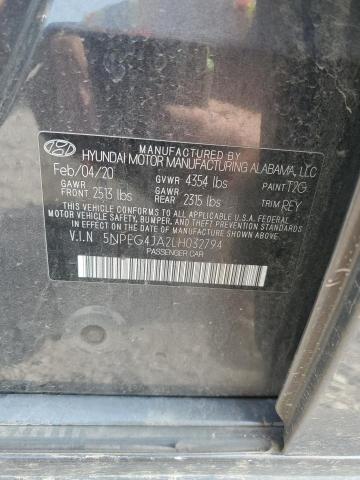 MANUFACTURED BY
HYUNDAI MOTOR MANUFACTURING ALABAMA, LLC
Feb/04/20 GVWR 4354 lbs PAINT T2G
GAWR FRONT 2513 lbs GAWR REAR 2315 lbs TRIM REY
THIS VEHICLE CONFORMS TO ALL APPLICABLE U.S.A. FEDERAL
MOTOR VEHICLE SAFETY, BUMPER, AND THEFT PREVENTION STANDARDS
IN EFFECT ON THE DATE OF MANUFACTURE SHOWN ABOVE.
V.I.N 5NPEG4JA2LH032794
PASSENGER CAR